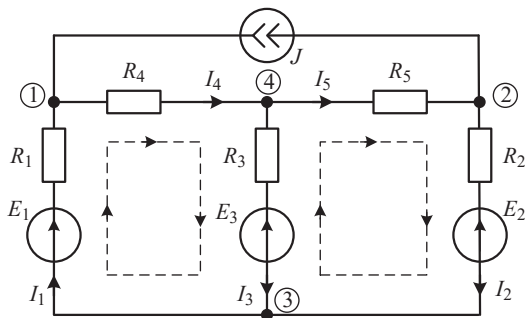 J
① R4 I4 ④ I5 R5 ②
R1 R3 R2
E1 E3 E2
I1 I3 ③ I2